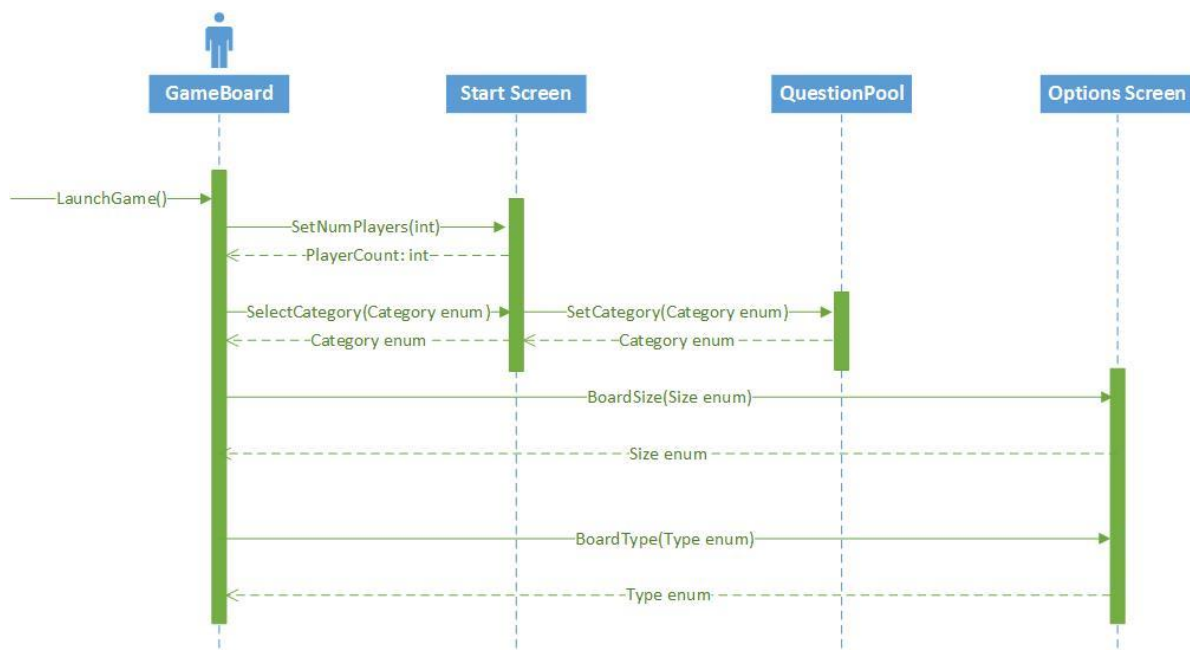 GameBoard
Start Screen
QuestionPool
Options Screen
LaunchGame()
SetNumPlayers(int)
PlayerCount: int
SelectCategory(Category enum)
SetCategory(Category enum)
Category enum
Category enum
BoardSize(Size enum)
Size enum
BoardType(Type enum)
Type enum